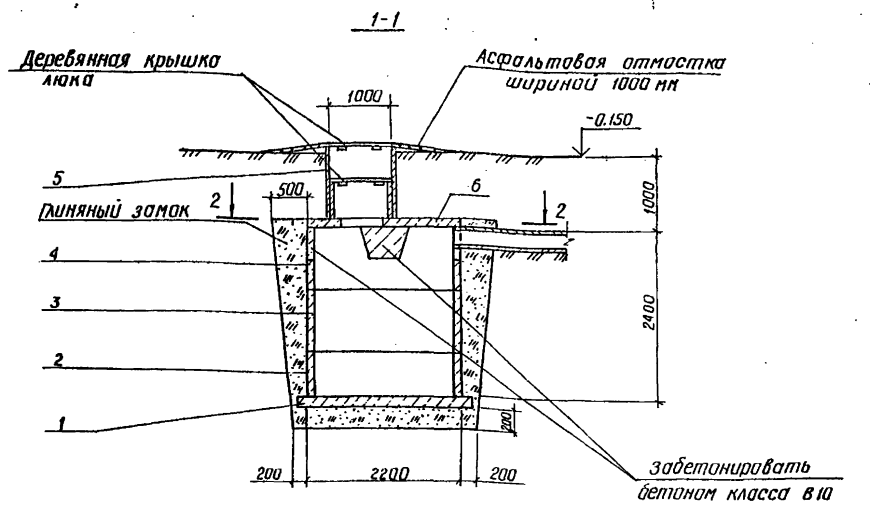 1-1
Деревянная крышка
люка
Асфальтовая отмостка
шириной 1000 мм
1000
-0.150
5
500
2
6
2
1000
Глиняный замок
4
3
2400
2
1
200
200
2200
200
Забетонировать
бетоном класса В10